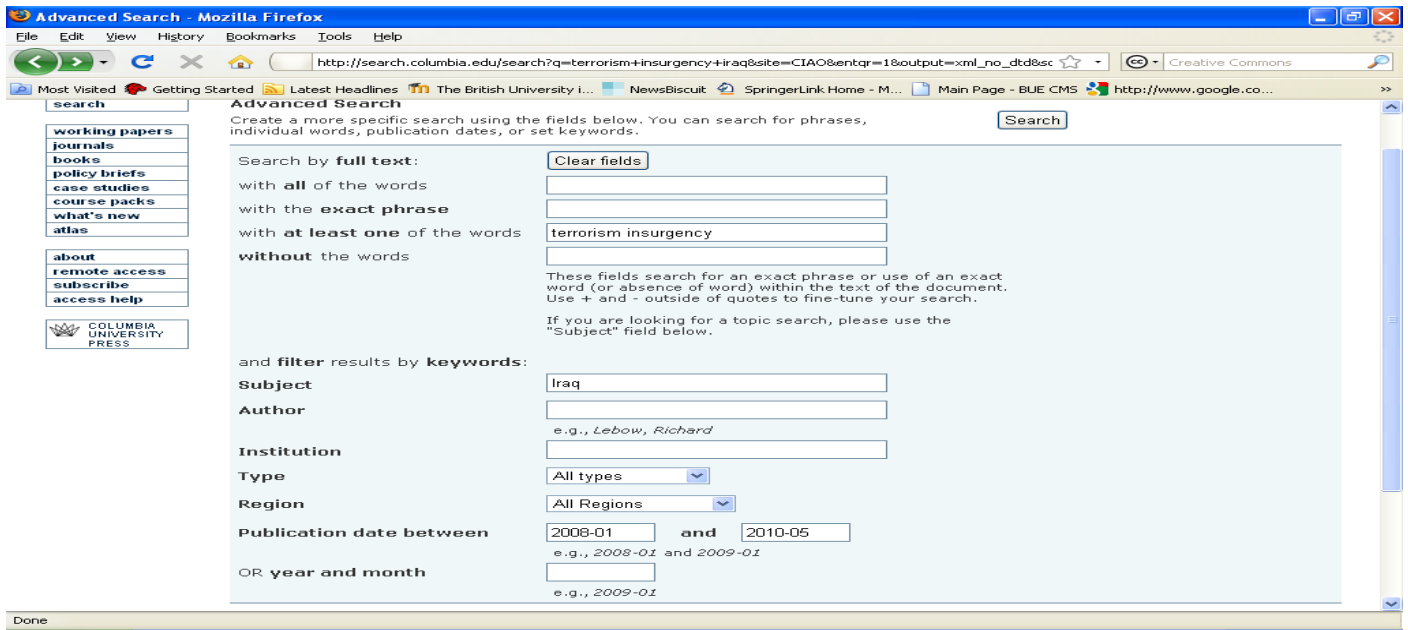 Advanced Search - Mozilla Firefox
File Edit View History Bookmarks Tools Help
http://search.columbia.edu/search?q=terrorism+insurgency+iraq&site=CIAO&entqr=1&output=xml_no_dtd&sc
Creative Commons
Most Visited Getting Started Latest Headlines The British University i... NewsBiscuit SpringerLink Home - M... Main Page - BUE CMS http://www.google.co... »
search
working papers
journals
books
policy briefs
case studies
course packs
what's new
atlas
about
remote access
subscribe
access help
COLUMBIA
UNIVERSITY
PRESS
Advanced Search
Create a more specific search using the fields below. You can search for phrases,
individual words, publication dates, or set keywords.
Search
Search by full text:
Clear fields
with all of the words
with the exact phrase
with at least one of the words terrorism insurgency
without the words
These fields search for an exact phrase or use of an exact
word (or absence of word) within the text of the document.
Use + and - outside of quotes to fine-tune your search.
If you are looking for a topic search, please use the
"Subject" field below.
and filter results by keywords:
Subject Iraq
Author
e.g., Lebow, Richard
Institution
Type All types
Region All Regions
Publication date between 2008-01 and 2010-05
e.g., 2008-01 and 2009-01
OR year and month
e.g., 2009-01
Done